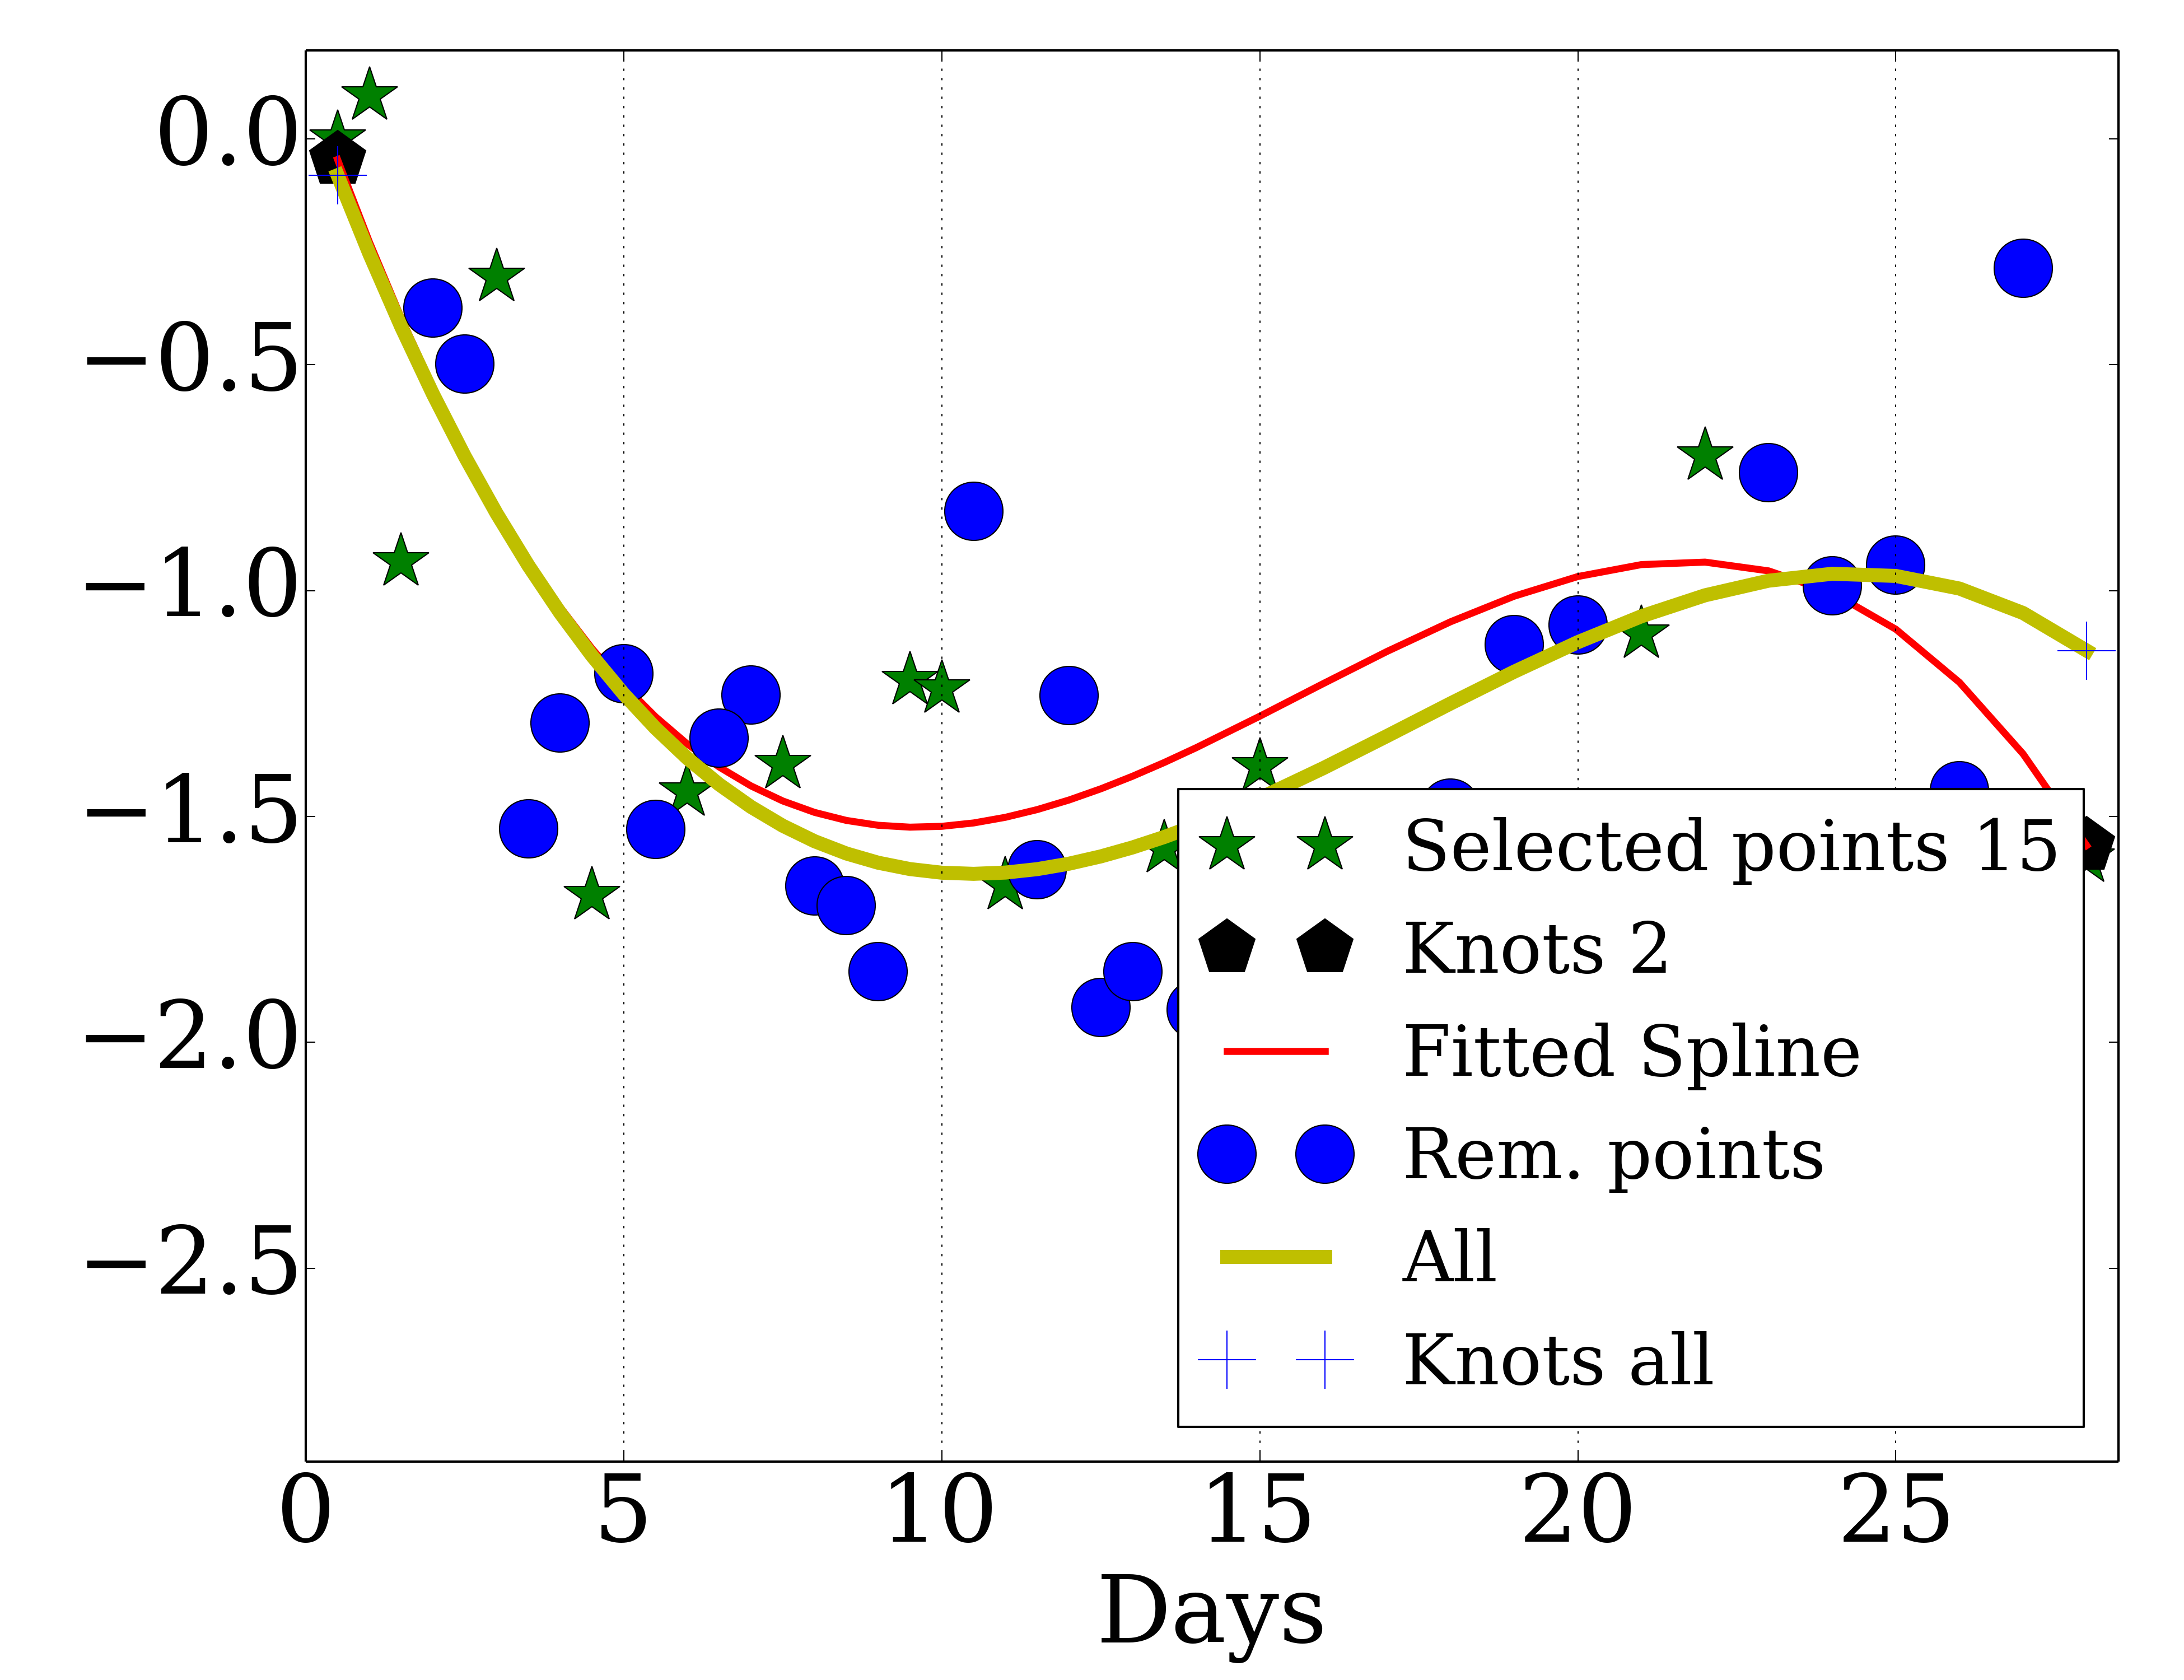 0.0
−0.5
−1.0
−1.5
−2.0
−2.5
Selected points 15
Knots 2
Fitted Spline
Rem. points
All
Knots all
0 5 10 15 20 25
Days